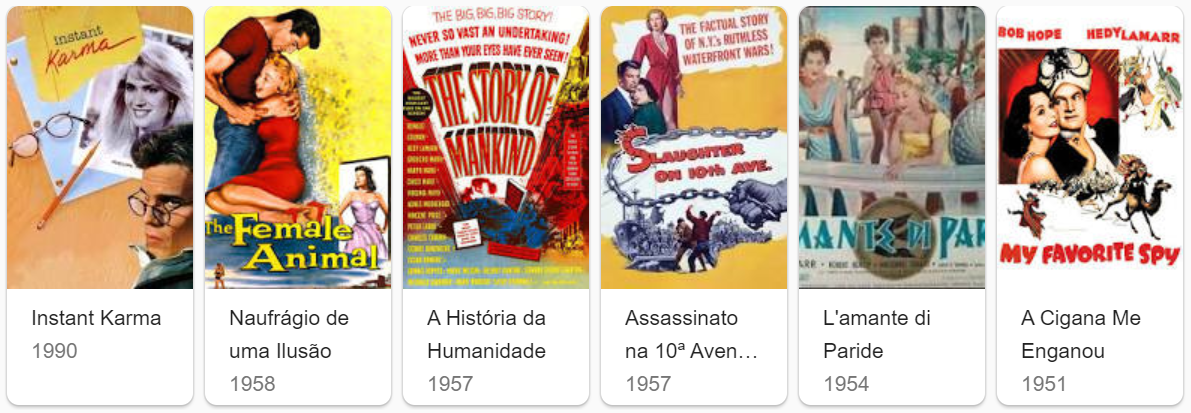 instant
Karma
The Female
Animal
THE BIG, BIG, BIG STORY!
NEVER SO VAST AN UNDERTAKING!
MORE THAN YOUR EYES HAVE EVER SEEN!
THE STORY OF
MANKIND
THE FACTUAL STORY
OF N.Y.'s RUTHLESS
WATERFRONT WARS!
SLAUGHTER
ON 10th AVE.
MANTE DI PAR
BOB HOPE HEDY LAMARR
MY FAVORITE SPY
Instant Karma
1990
Naufrágio de
uma Ilusão
1958
A História da
Humanidade
1957
Assassinato
na 10ª Aven...
1957
L'amante di
Paride
1954
A Cigana Me
Enganou
1951